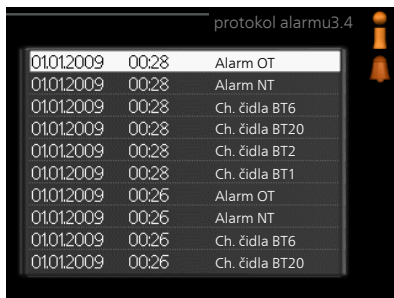 protokol alarmu3.4
01.01.2009 00:28 Alarm OT
01.01.2009 00:28 Alarm NT
01.01.2009 00:28 Ch. čidla BT6
01.01.2009 00:28 Ch. čidla BT20
01.01.2009 00:28 Ch. čidla BT2
01.01.2009 00:28 Ch. čidla BT1
01.01.2009 00:26 Alarm OT
01.01.2009 00:26 Alarm NT
01.01.2009 00:26 Ch. čidla BT6
01.01.2009 00:26 Ch. čidla BT20